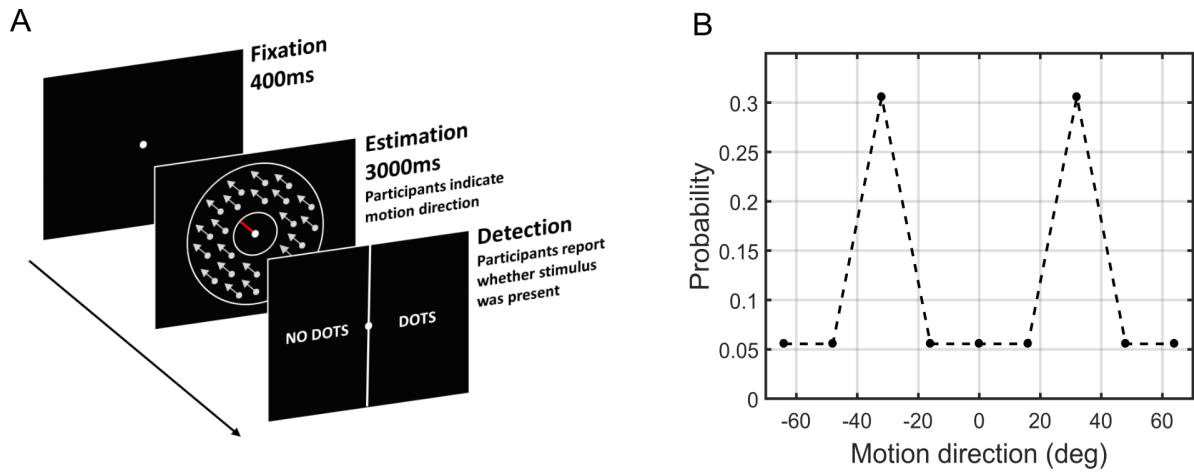 A
Fixation
400ms
Estimation
3000ms
Participants indicate
motion direction
Detection
Participants report
whether stimulus
was present
NO DOTS
DOTS
B
Probability
0.3
0.25
0.2
0.15
0.1
0.05
0
-60 -40 -20 0 20 40 60
Motion direction (deg)